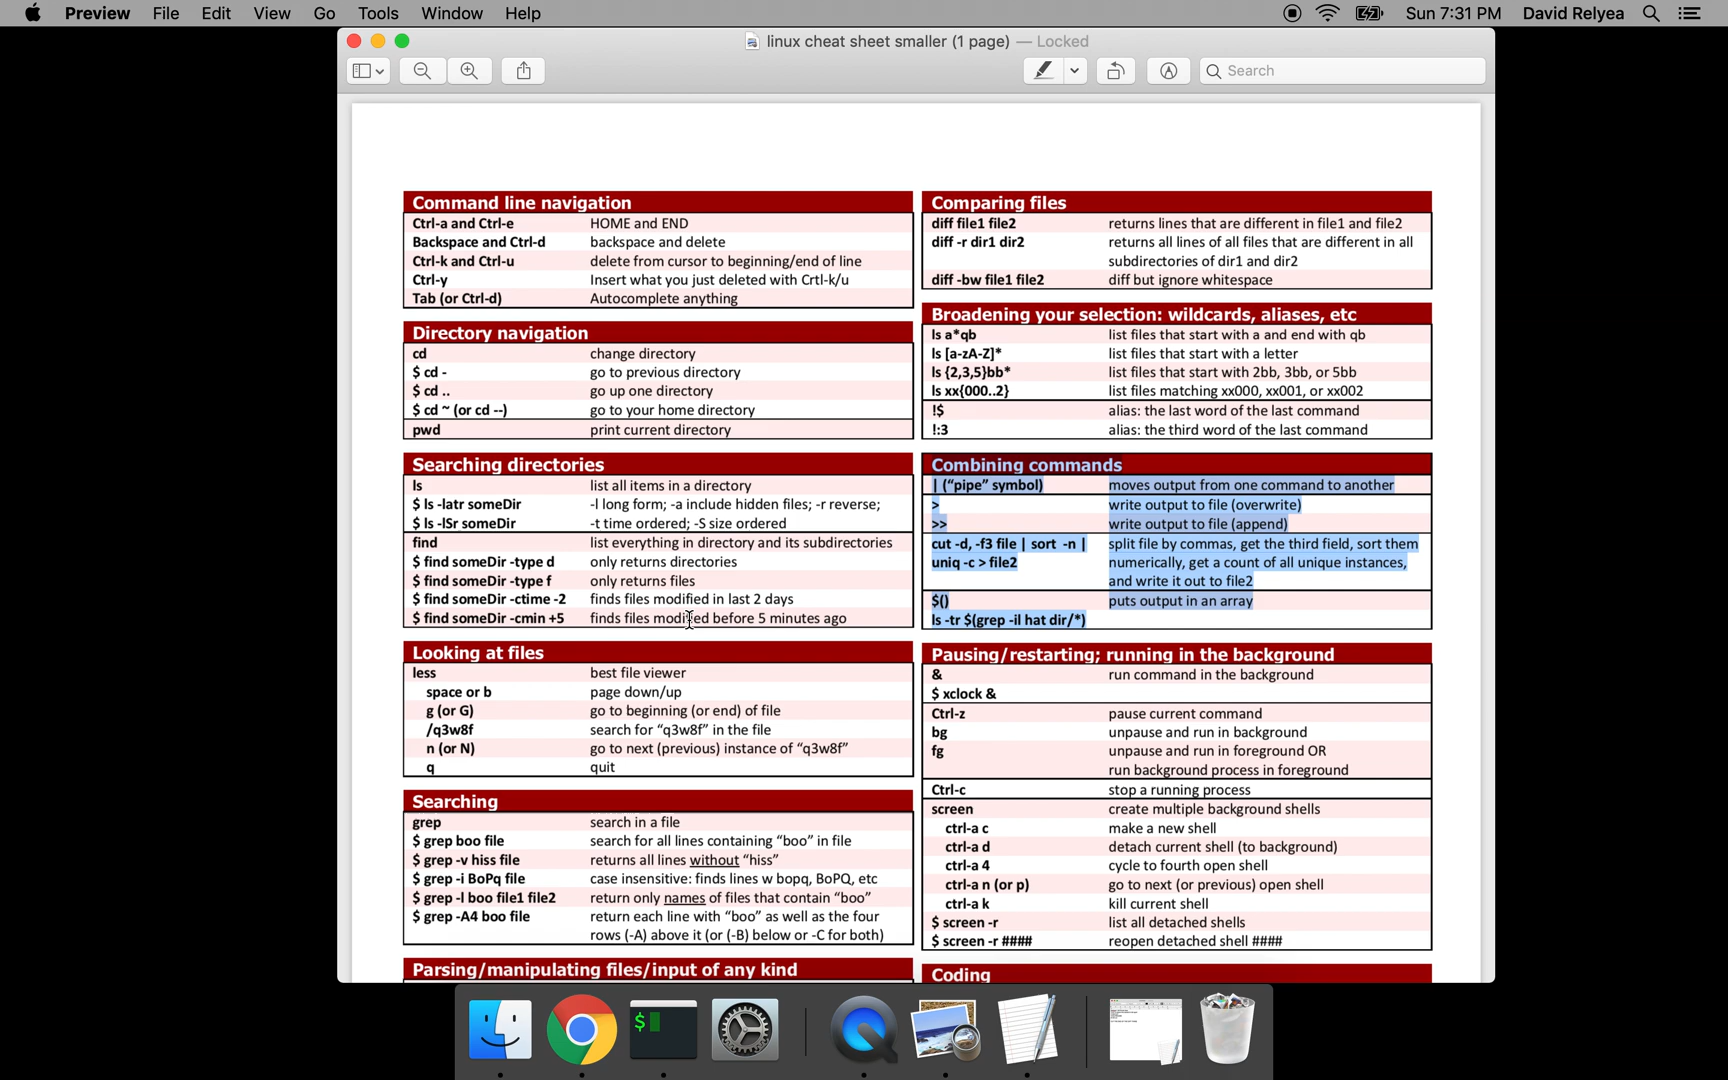 Preview File Edit View Go Tools Window Help Sun 7:31 PM David Relyea
linux cheat sheet smaller (1 page) — Locked
Search
Command line navigation
Ctrl-a and Ctrl-e HOME and END
Backspace and Ctrl-d backspace and delete
Ctrl-k and Ctrl-u delete from cursor to beginning/end of line
Ctrl-y Insert what you just deleted with Crtl-k/u
Tab (or Ctrl-d) Autocomplete anything
Directory navigation
cd change directory
$ cd - go to previous directory
$ cd .. go up one directory
$ cd ~ (or cd --) go to your home directory
pwd print current directory
Searching directories
ls list all items in a directory
$ ls -latr someDir -l long form; -a include hidden files; -r reverse;
$ ls -lSr someDir -t time ordered; -S size ordered
find list everything in directory and its subdirectories
$ find someDir -type d only returns directories
$ find someDir -type f only returns files
$ find someDir -ctime -2 finds files modified in last 2 days
$ find someDir -cmin +5 finds files modified before 5 minutes ago
Looking at files
less best file viewer
space or b page down/up
g (or G) go to beginning (or end) of file
/q3w8f search for “q3w8f” in the file
n (or N) go to next (previous) instance of “q3w8f”
q quit
Searching
grep search in a file
$ grep boo file search for all lines containing “boo” in file
$ grep -v hiss file returns all lines without “hiss”
$ grep -i BoPq file case insensitive: finds lines w bopq, BoPQ, etc
$ grep -l boo file1 file2 return only names of files that contain “boo”
$ grep -A4 boo file return each line with “boo” as well as the four
rows (-A) above it (or (-B) below or -C for both)
Parsing/manipulating files/input of any kind
Comparing files
diff file1 file2 returns lines that are different in file1 and file2
diff -r dir1 dir2 returns all lines of all files that are different in all
subdirectories of dir1 and dir2
diff -bw file1 file2 diff but ignore whitespace
Broadening your selection: wildcards, aliases, etc
ls a*qb list files that start with a and end with qb
ls [a-zA-Z]* list files that start with a letter
ls {2,3,5}bb* list files that start with 2bb, 3bb, or 5bb
ls xx{000..2} list files matching xx000, xx001, or xx002
!$ alias: the last word of the last command
!:3 alias: the third word of the last command
Combining commands
| (“pipe” symbol) moves output from one command to another
> write output to file (overwrite)
>> write output to file (append)
cut -d, -f3 file | sort -n | split file by commas, get the third field, sort them
uniq -c > file2 numerically, get a count of all unique instances,
and write it out to file2
$() puts output in an array
ls -tr $(grep -il hat dir/*)
Pausing/restarting; running in the background
& run command in the background
$ xclock &
Ctrl-z pause current command
bg unpause and run in background
fg unpause and run in foreground OR
run background process in foreground
Ctrl-c stop a running process
screen create multiple background shells
ctrl-a c make a new shell
ctrl-a d detach current shell (to background)
ctrl-a 4 cycle to fourth open shell
ctrl-a n (or p) go to next (or previous) open shell
ctrl-a k kill current shell
$ screen -r list all detached shells
$ screen -r #### reopen detached shell ####
Coding
$